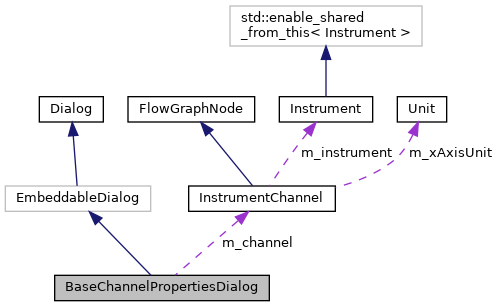 std::enable_shared
_from_this< Instrument >
Dialog
FlowGraphNode
Instrument
Unit
m_instrument
m_xAxisUnit
EmbeddableDialog
InstrumentChannel
m_channel
BaseChannelPropertiesDialog